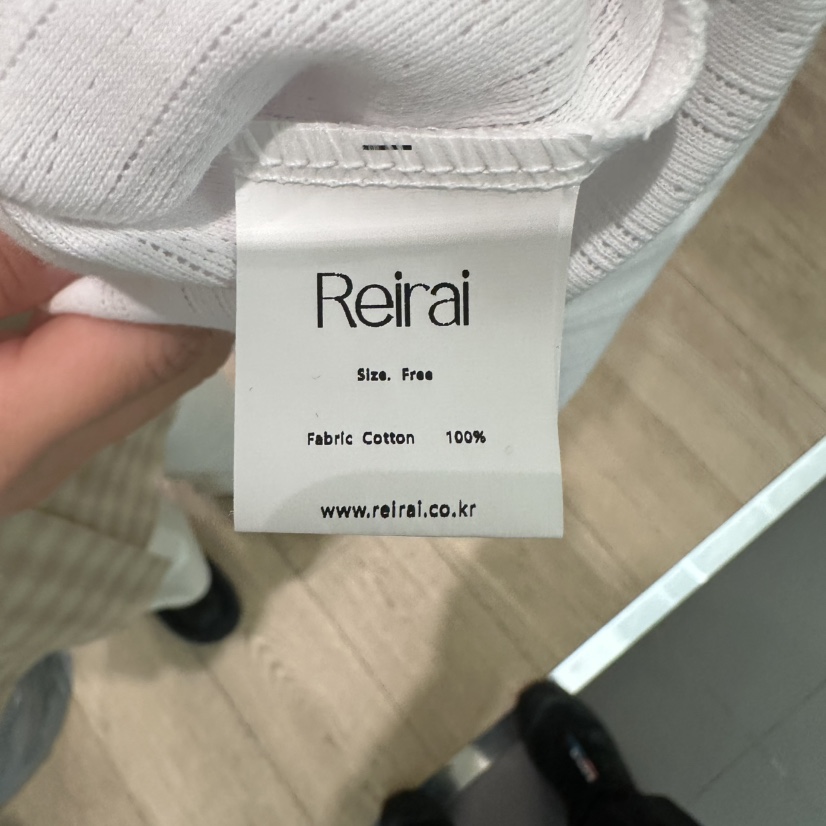 Reirai
Size. Free
Fabric Cotton 100%
www.reirai.co.kr